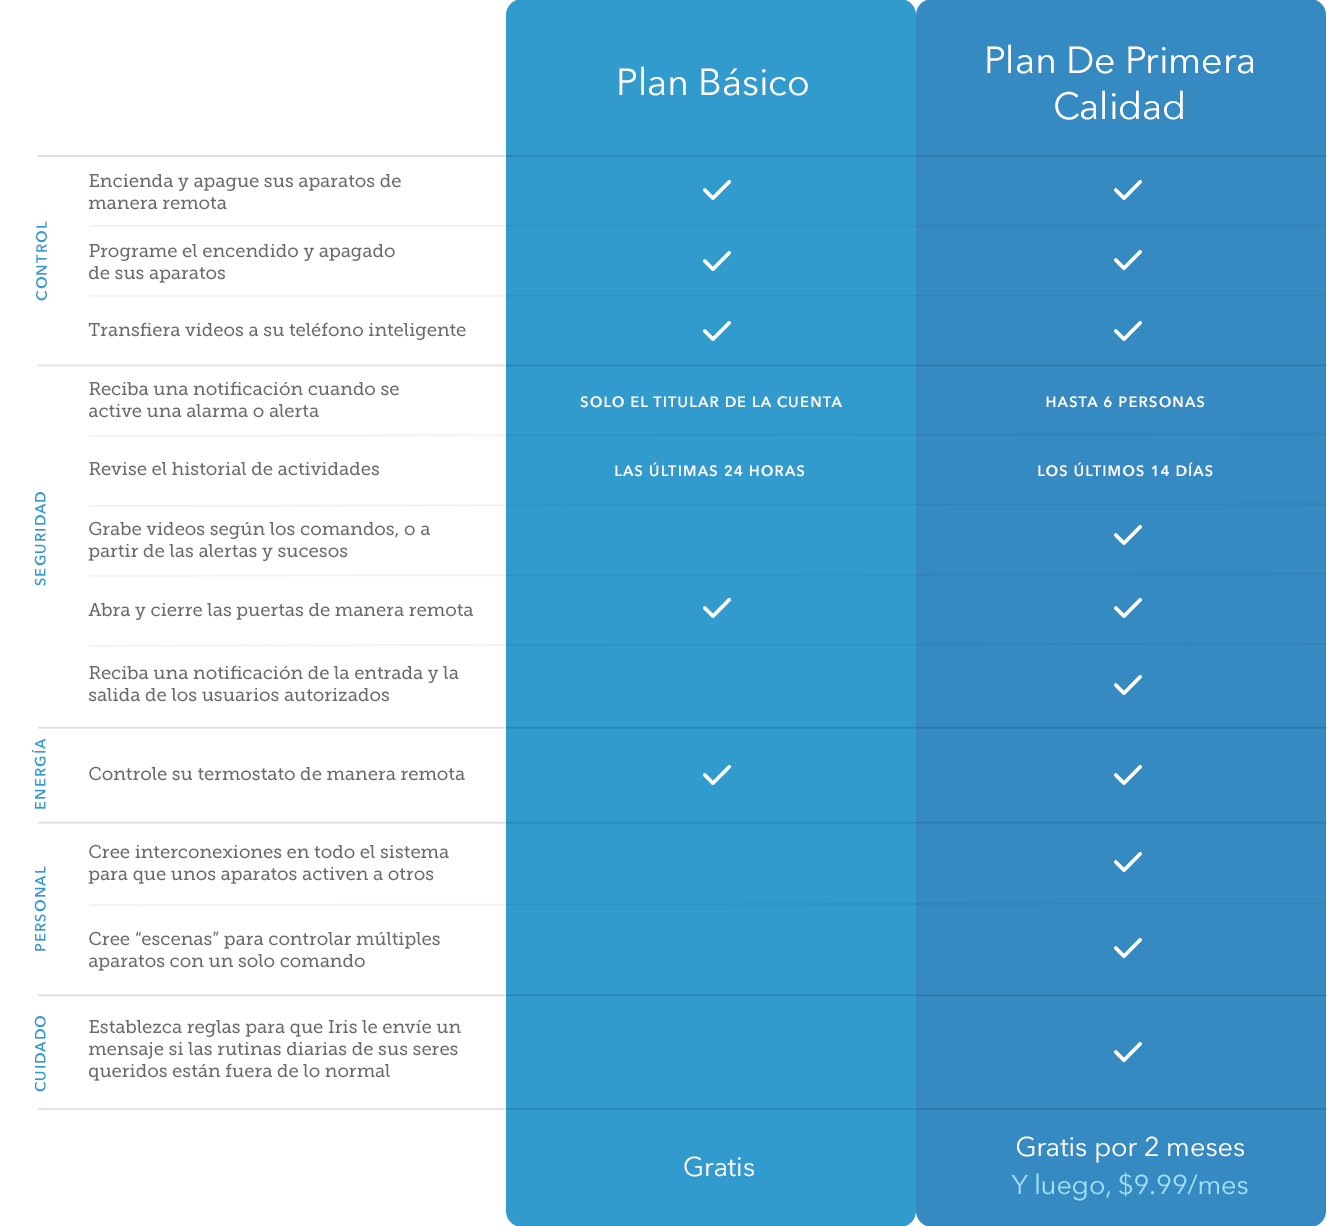 Plan Básico
Plan De Primera
Calidad
CONTROL
Encienda y apague sus aparatos de
manera remota
Programe el encendido y apagado
de sus aparatos
Transfiera videos a su teléfono inteligente
SEGURIDAD
Reciba una notificación cuando se
active una alarma o alerta
SOLO EL TITULAR DE LA CUENTA
HASTA 6 PERSONAS
Revise el historial de actividades
LAS ÚLTIMAS 24 HORAS
LOS ÚLTIMOS 14 DÍAS
Grabe videos según los comandos, o a
partir de las alertas y sucesos
Abra y cierre las puertas de manera remota
Reciba una notificación de la entrada y la
salida de los usuarios autorizados
ENERGÍA
Controle su termostato de manera remota
PERSONAL
Cree interconexiones en todo el sistema
para que unos aparatos activen a otros
Cree “escenas” para controlar múltiples
aparatos con un solo comando
CUIDADO
Establezca reglas para que Iris le envíe un
mensaje si las rutinas diarias de sus seres
queridos están fuera de lo normal
Gratis
Gratis por 2 meses
Y luego, $9.99/mes